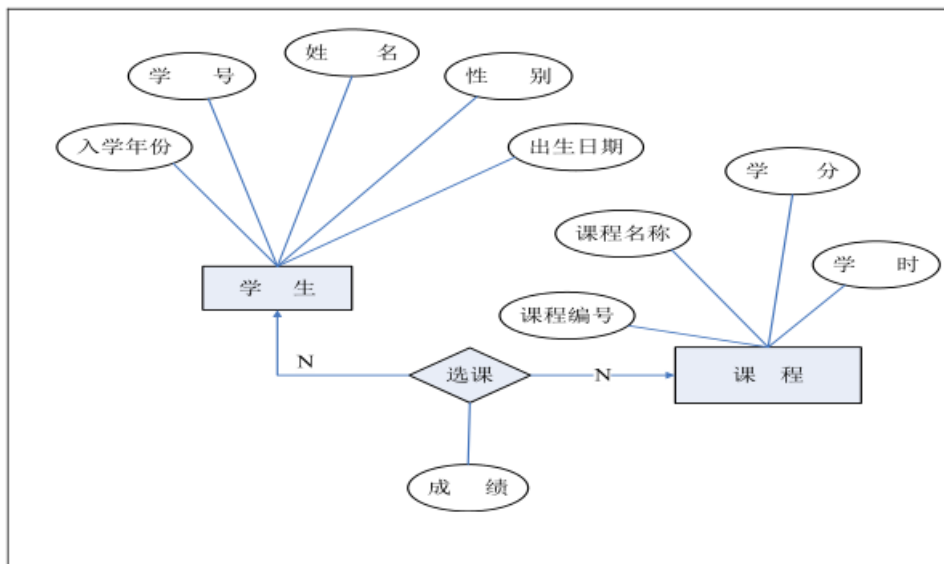 姓 名
学 号
性 别
入学年份
出生日期
学 分
课程名称
学 时
学 生
课程编号
N
选课
N
课 程
成 绩